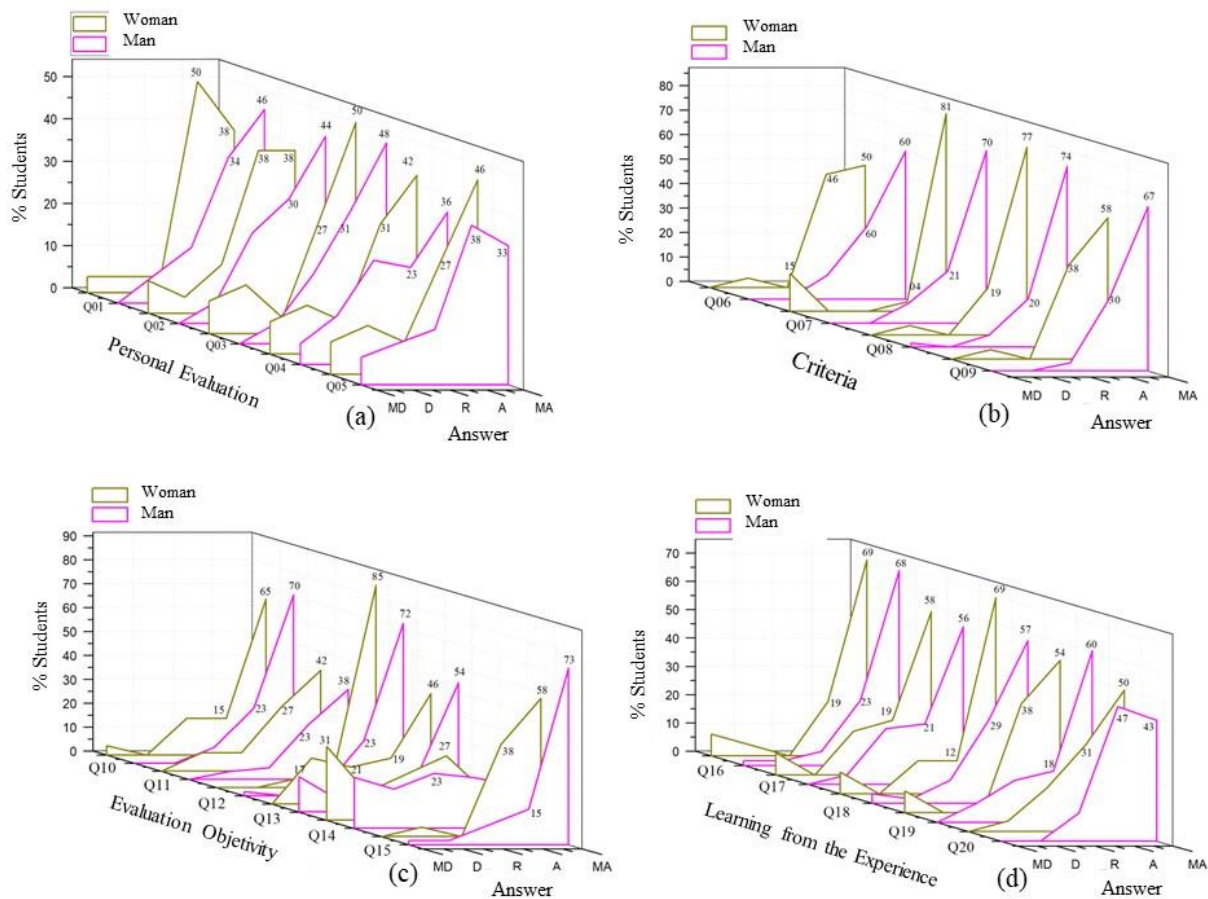 Woman
Man
50
40
30
20
10
0
% Students
50
38
46
34
38
38
44
30
50
27
48
31
42
31
36
23
46
27
38
33
Q01
Q02
Q03
Q04
Q05
Personal Evaluation
MD
D
R
A
MA
Answer
(a)
Woman
Man
80
70
60
50
40
30
20
10
0
% Students
46
50
60
60
15
81
04
70
21
77
19
74
20
58
38
67
30
Q06
Q07
Q08
Q09
Criteria
MD
D
R
A
MA
Answer
(b)
Woman
Man
90
80
70
60
50
40
30
20
10
0
% Students
65
15
70
23
42
27
38
23
85
31
72
23
17
46
19
54
27
21
23
58
38
73
15
Q10
Q11
Q12
Q13
Q14
Q15
Evaluation Objetivity
MD
D
R
A
MA
Answer
(c)
Woman
Man
70
60
50
40
30
20
10
0
% Students
69
19
68
23
58
19
56
21
69
12
57
29
54
38
60
18
50
31
47
43
Q16
Q17
Q18
Q19
Q20
Learning from the Experience
MD
D
R
A
MA
Answer
(d)